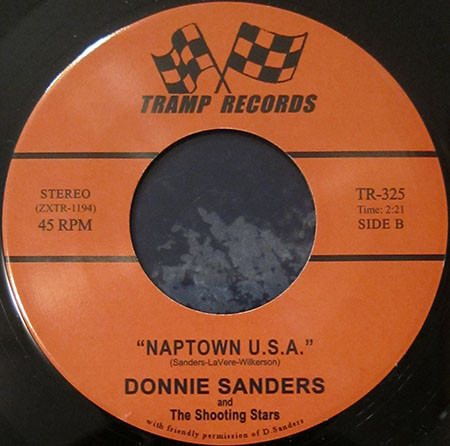 TRAMP RECORDS
STEREO
(ZXTR-1194)
45 RPM
TR-325
Time: 2:21
SIDE B
"NAPTOWN U.S.A."
(Sanders-LaVere-Wilkerson)
DONNIE SANDERS
and
The Shooting Stars
with friendly permission of D.Sanders